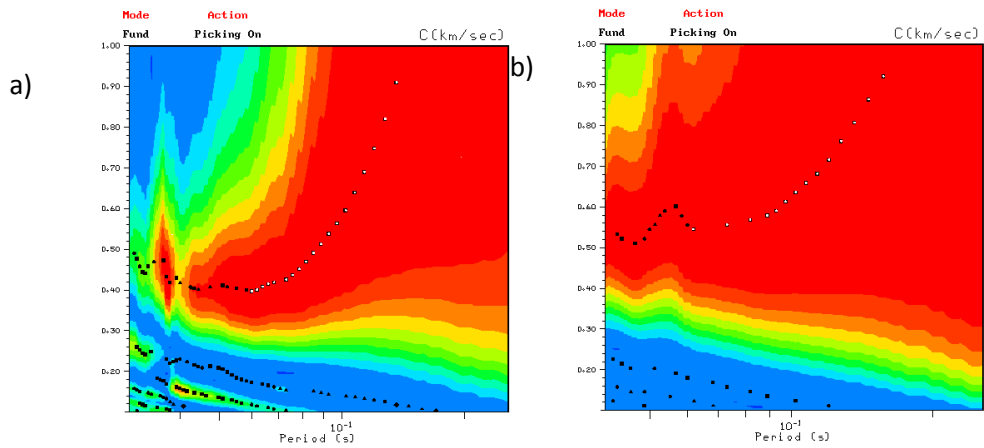 a)
Mode Action
Fund Picking On C(km/sec)
1.00
0.90
0.80
0.70
0.60
0.50
0.40
0.30
0.20
10⁻¹
Period (s)
b)
Mode Action
Fund Picking On C(km/sec)
1.00
0.90
0.80
0.70
0.60
0.50
0.40
0.30
0.20
10⁻¹
Period (s)